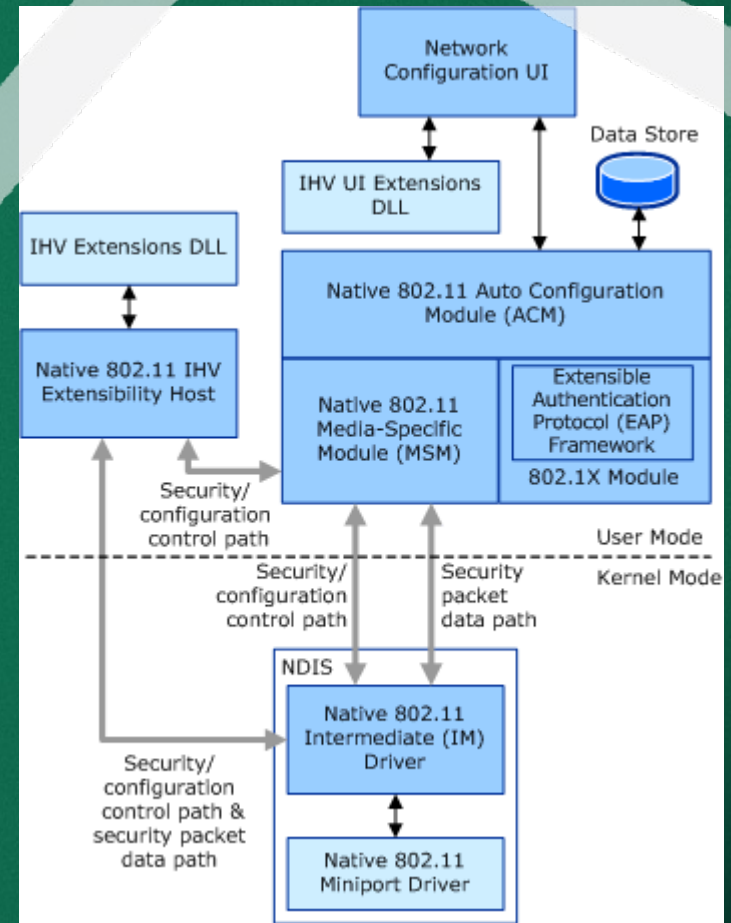 Network
Configuration UI
Data Store
IHV UI Extensions
DLL
IHV Extensions DLL
Native 802.11 Auto Configuration
Module (ACM)
Native 802.11 IHV
Extensibility Host
Native 802.11
Media-Specific
Module (MSM)
Extensible
Authentication
Protocol (EAP)
Framework
802.1X Module
Security/
configuration
control path
User Mode
Kernel Mode
Security/
configuration
control path
Security
packet
data path
NDIS
Native 802.11
Intermediate (IM)
Driver
Security/
configuration
control path &
security packet
data path
Native 802.11
Miniport Driver